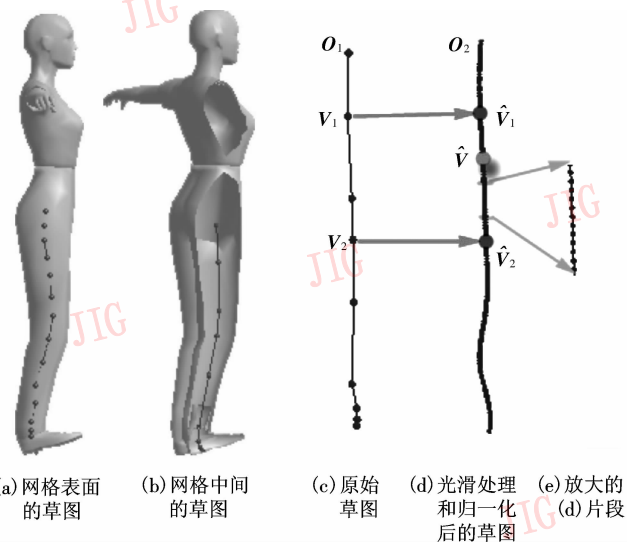 JIG
O₁
O₂
V₁
V̂₁
V̂
JIG
V₂
JIG
V̂₂
JIG
(a)网格表面
的草图
(b)网格中间
的草图
(c)原始
草图
(d)光滑处理
和归一化
后的草图
(e)放大的
(d)片段
JIG